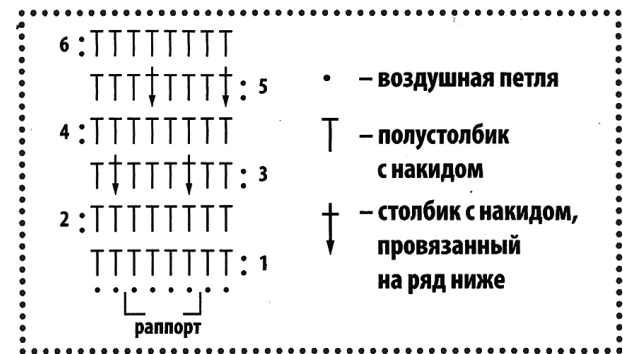 6 :
: 5
4 :
: 3
2 :
: 1
раппорт
– воздушная петля
– полустолбик
с накидом
– столбик с накидом,
провязанный
на ряд ниже